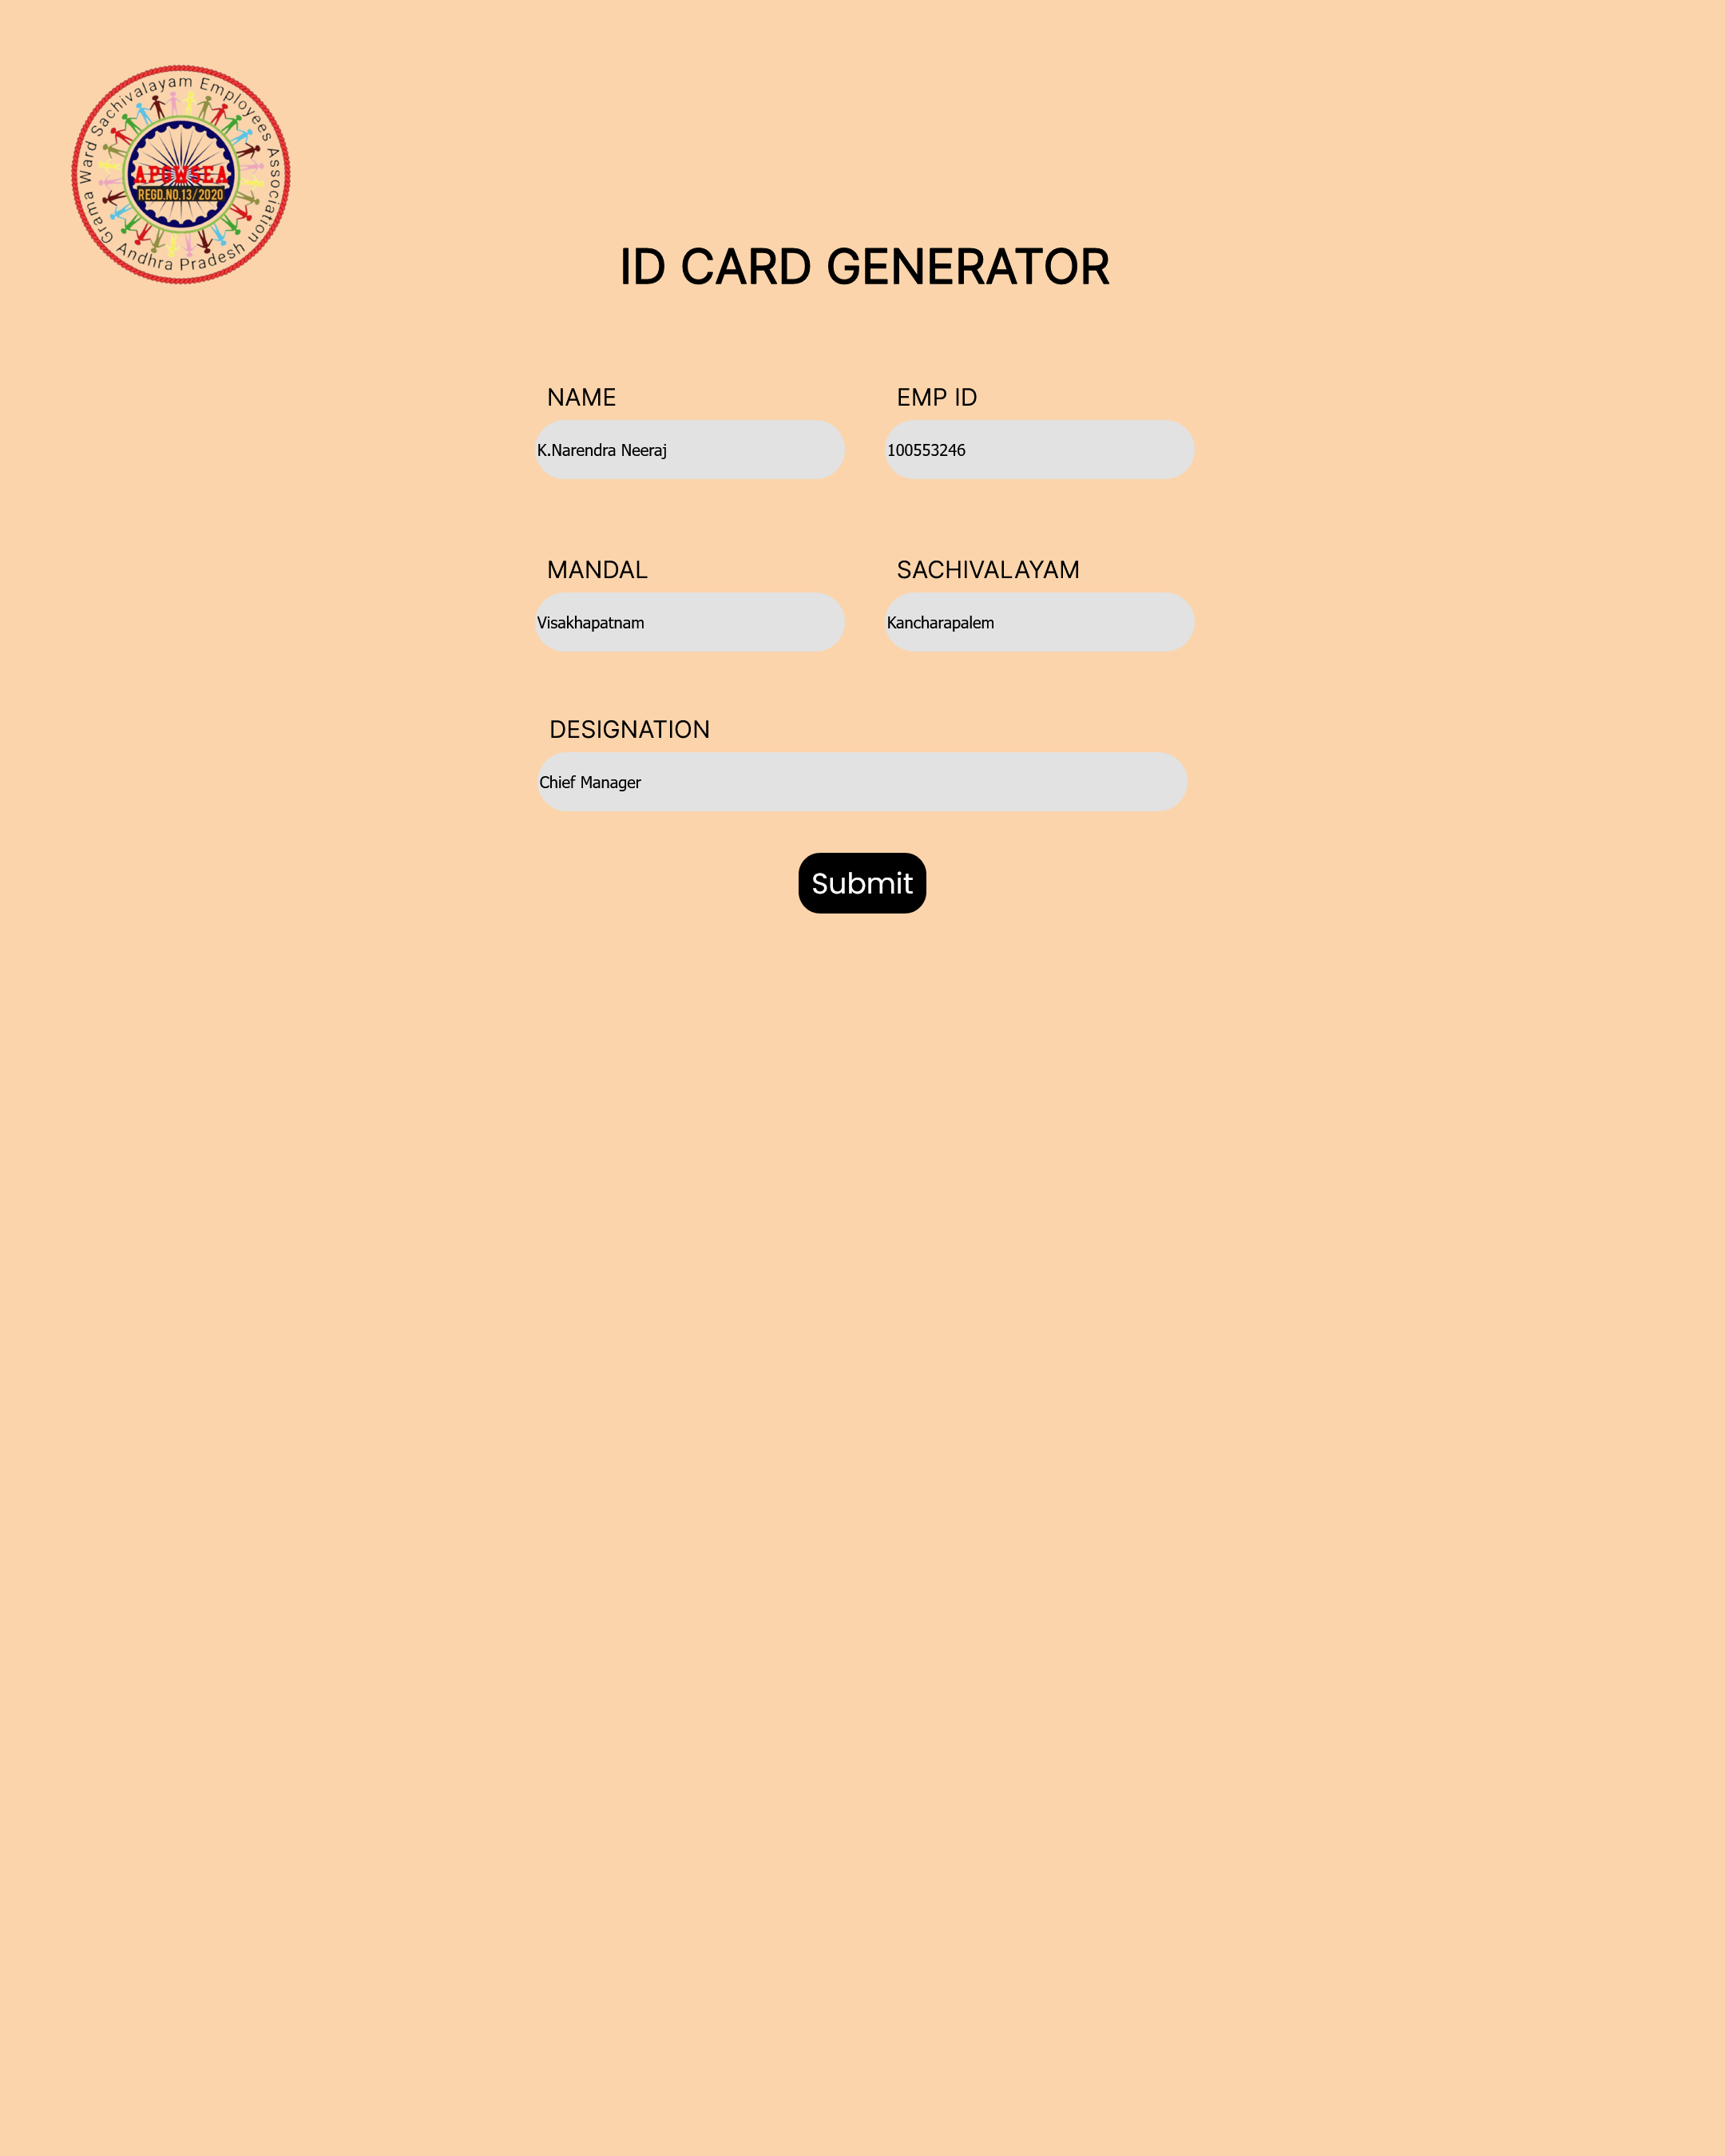 Grama Ward Sachivalayam Employees Association
Andhra Pradesh
APGWSEA
REGD.NO.13/2020
ID CARD GENERATOR
NAME
EMP ID
K.Narendra Neeraj
100553246
MANDAL
SACHIVALAYAM
Visakhapatnam
Kancharapalem
DESIGNATION
Chief Manager
Submit